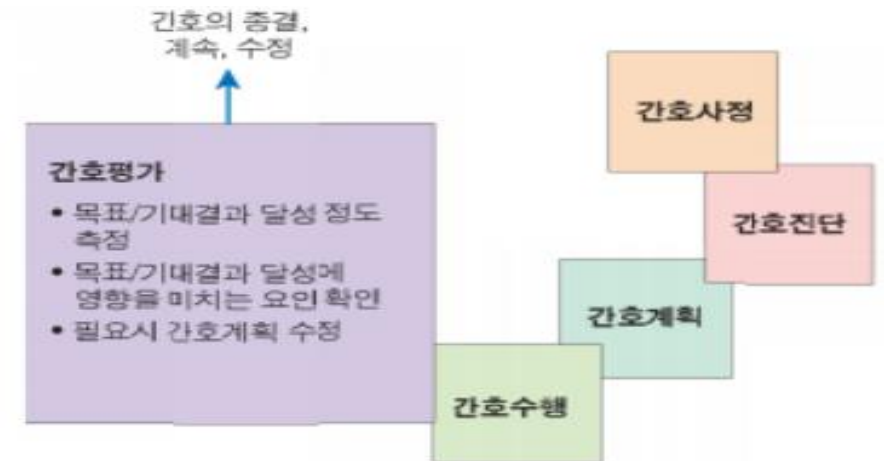 간호의 종결,
계속, 수정
간호사정
간호평가
• 목표/기대결과 달성 정도
측정
• 목표/기대결과 달성에
영향을 미치는 요인 확인
• 필요시 간호계획 수정
간호진단
간호계획
간호수행